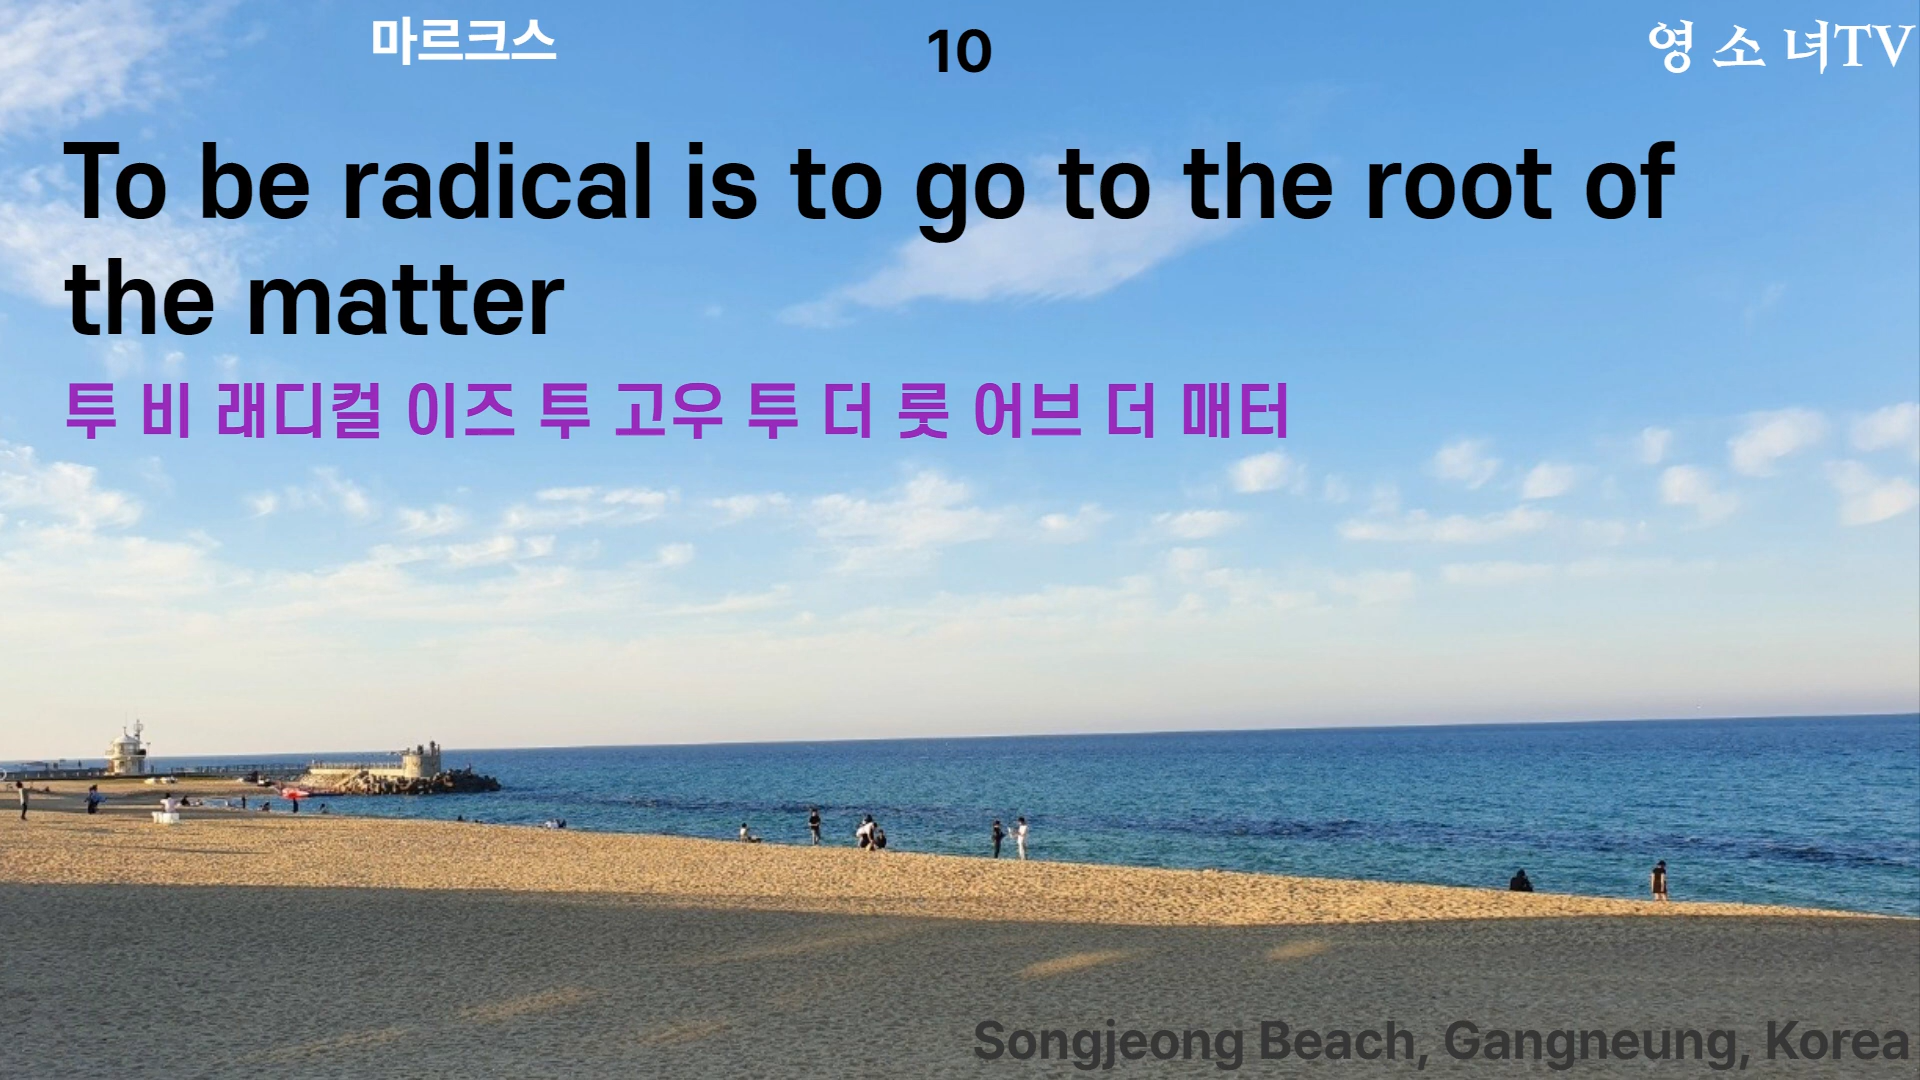 마르크스
10
영 소 녀TV
To be radical is to go to the root of
the matter
투 비 래디컬 이즈 투 고우 투 더 룻 어브 더 매터
Songjeong Beach, Gangneung, Korea